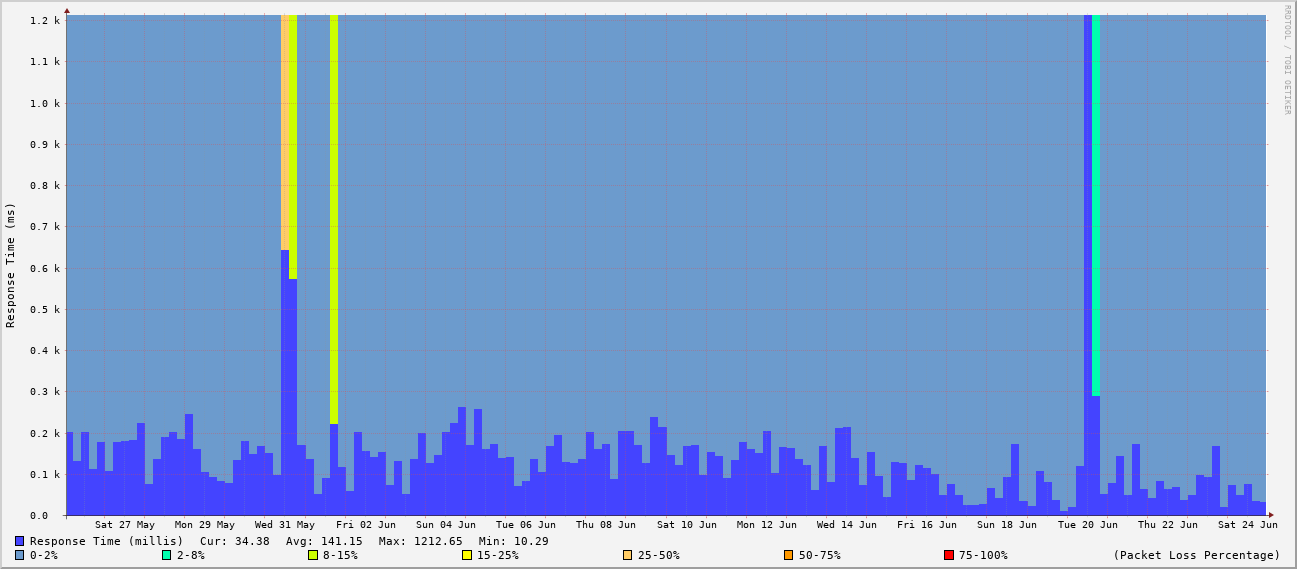 RRDTOOL / TOBI OETIKER
Response Time (ms)
1.2 k
1.1 k
1.0 k
0.9 k
0.8 k
0.7 k
0.6 k
0.5 k
0.4 k
0.3 k
0.2 k
0.1 k
0.0
Sat 27 May Mon 29 May Wed 31 May Fri 02 Jun Sun 04 Jun Tue 06 Jun Thu 08 Jun Sat 10 Jun Mon 12 Jun Wed 14 Jun Fri 16 Jun Sun 18 Jun Tue 20 Jun Thu 22 Jun Sat 24 Jun
Response Time (millis) Cur: 34.38 Avg: 141.15 Max: 1212.65 Min: 10.29
0-2% 2-8% 8-15% 15-25% 25-50% 50-75% 75-100% (Packet Loss Percentage)